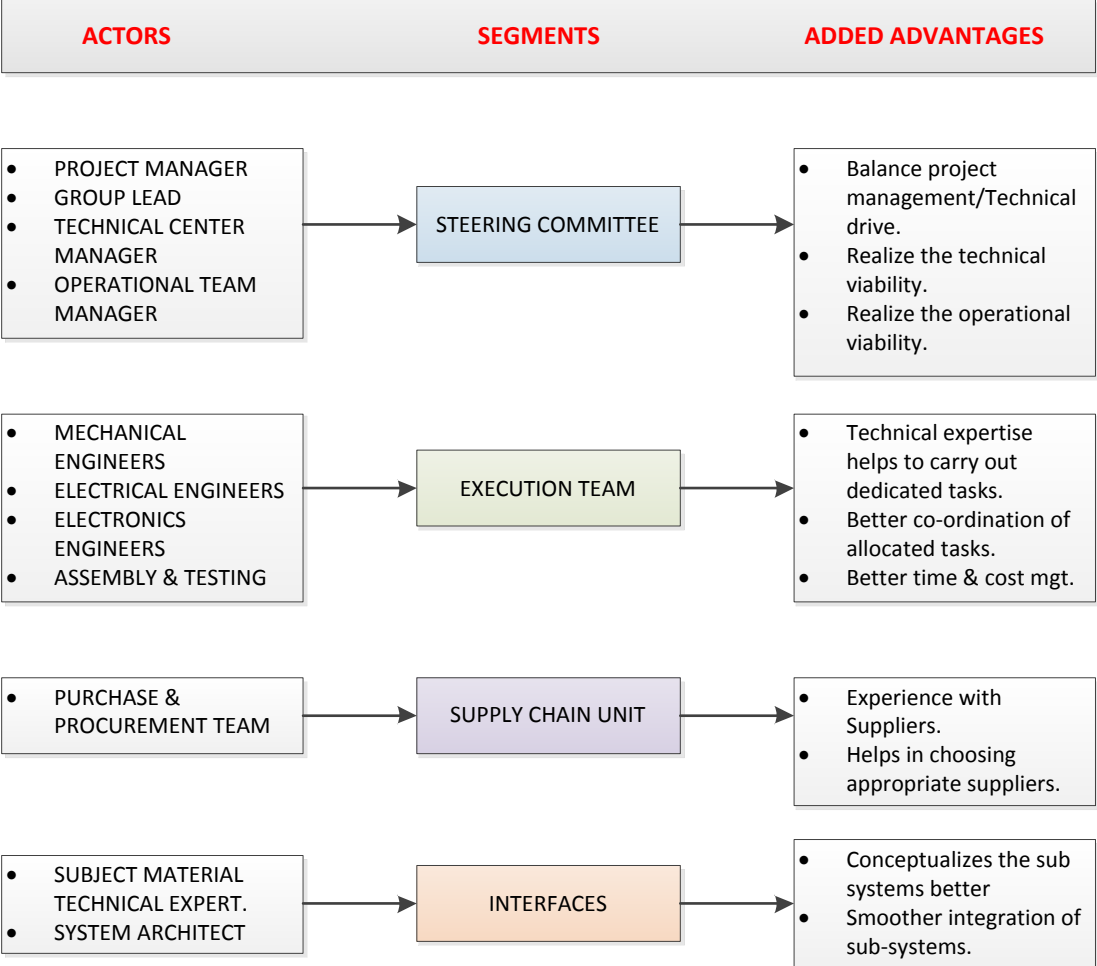 ACTORS SEGMENTS ADDED ADVANTAGES
• PROJECT MANAGER
• GROUP LEAD
• TECHNICAL CENTER
MANAGER
• OPERATIONAL TEAM
MANAGER
STEERING COMMITTEE
• Balance project
management/Technical
drive.
• Realize the technical
viability.
• Realize the operational
viability.
• MECHANICAL
ENGINEERS
• ELECTRICAL ENGINEERS
• ELECTRONICS
ENGINEERS
• ASSEMBLY & TESTING
EXECUTION TEAM
• Technical expertise
helps to carry out
dedicated tasks.
• Better co-ordination of
allocated tasks.
• Better time & cost mgt.
• PURCHASE &
PROCUREMENT TEAM
SUPPLY CHAIN UNIT
• Experience with
Suppliers.
• Helps in choosing
appropriate suppliers.
• SUBJECT MATERIAL
TECHNICAL EXPERT.
• SYSTEM ARCHITECT
INTERFACES
• Conceptualizes the sub
systems better
• Smoother integration of
sub-systems.